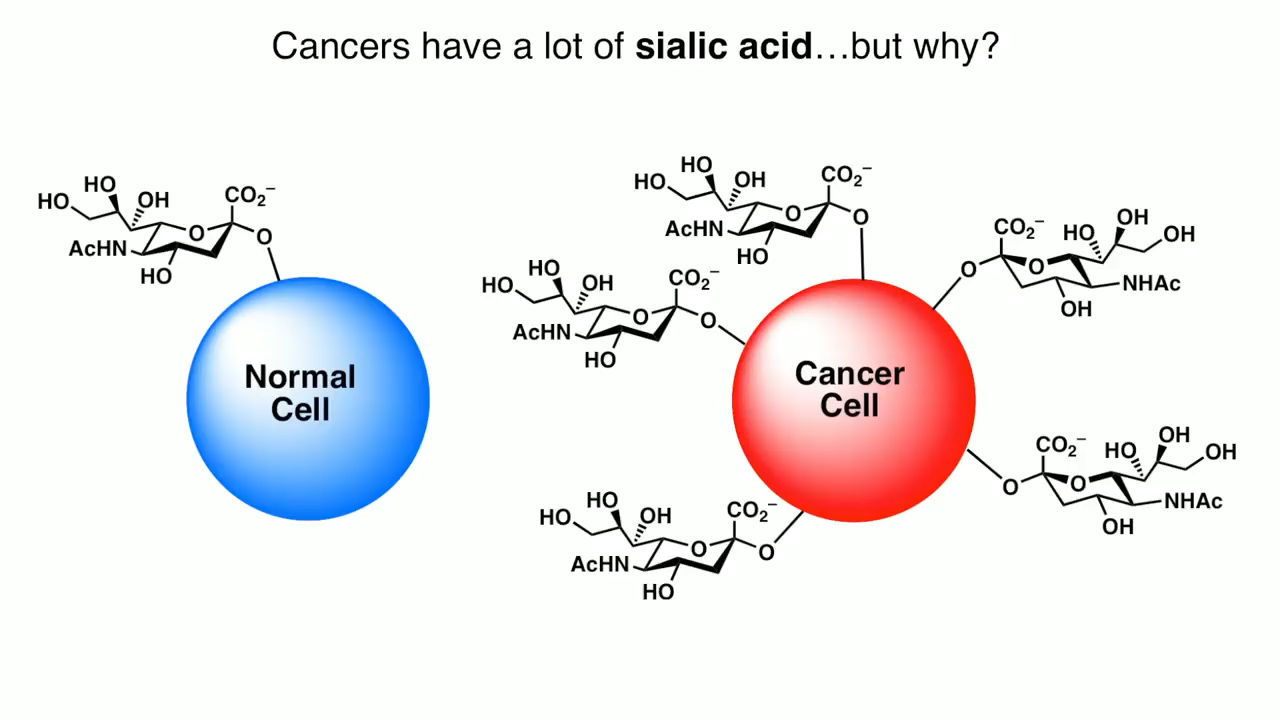 Cancers have a lot of sialic acid…but why?
HO
HO
OH
CO₂⁻
O
O
AcHN
HO
Normal
Cell
HO
HO
OH
CO₂⁻
O
O
AcHN
HO
CO₂⁻
HO
OH
OH
O
O
NHAc
OH
HO
HO
OH
CO₂⁻
O
O
AcHN
HO
Cancer
Cell
CO₂⁻
HO
OH
OH
O
O
NHAc
OH
HO
HO
OH
CO₂⁻
O
O
AcHN
HO